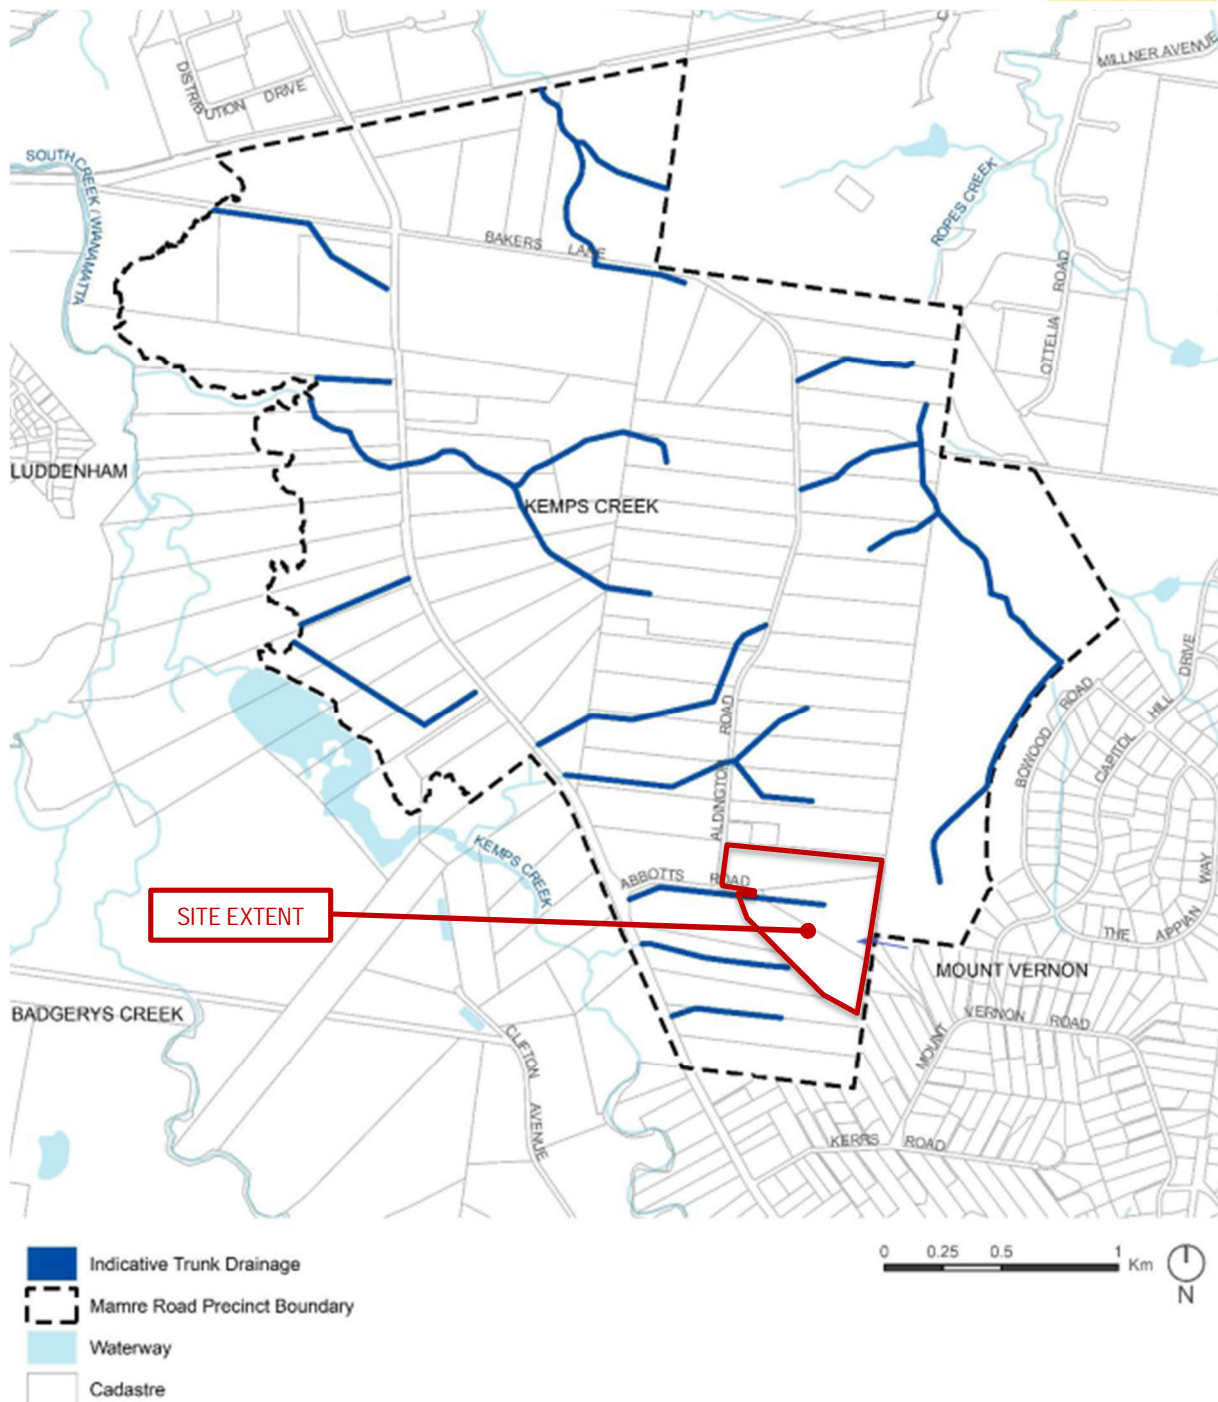 MILLNER AVENUE
DISTRIBUTION DRIVE
SOUTH CREEK / WIANAMATTA
ROPES CREEK
BAKERS LANE
OTTELIA ROAD
LUDDENHAM
KEMPS CREEK
DRIVE
HILL
CAPITOL
BOWOOD ROAD
ALDINGTON ROAD
KEMPS CREEK
ABBOTTS ROAD
SITE EXTENT
WAY
THE APPIAN
MOUNT VERNON
BADGERYS CREEK
MOUNT VERNON ROAD
CLIFTON AVENUE
KERRS ROAD
Indicative Trunk Drainage
Mamre Road Precinct Boundary
Waterway
Cadastre
0 0.25 0.5 1 Km
N